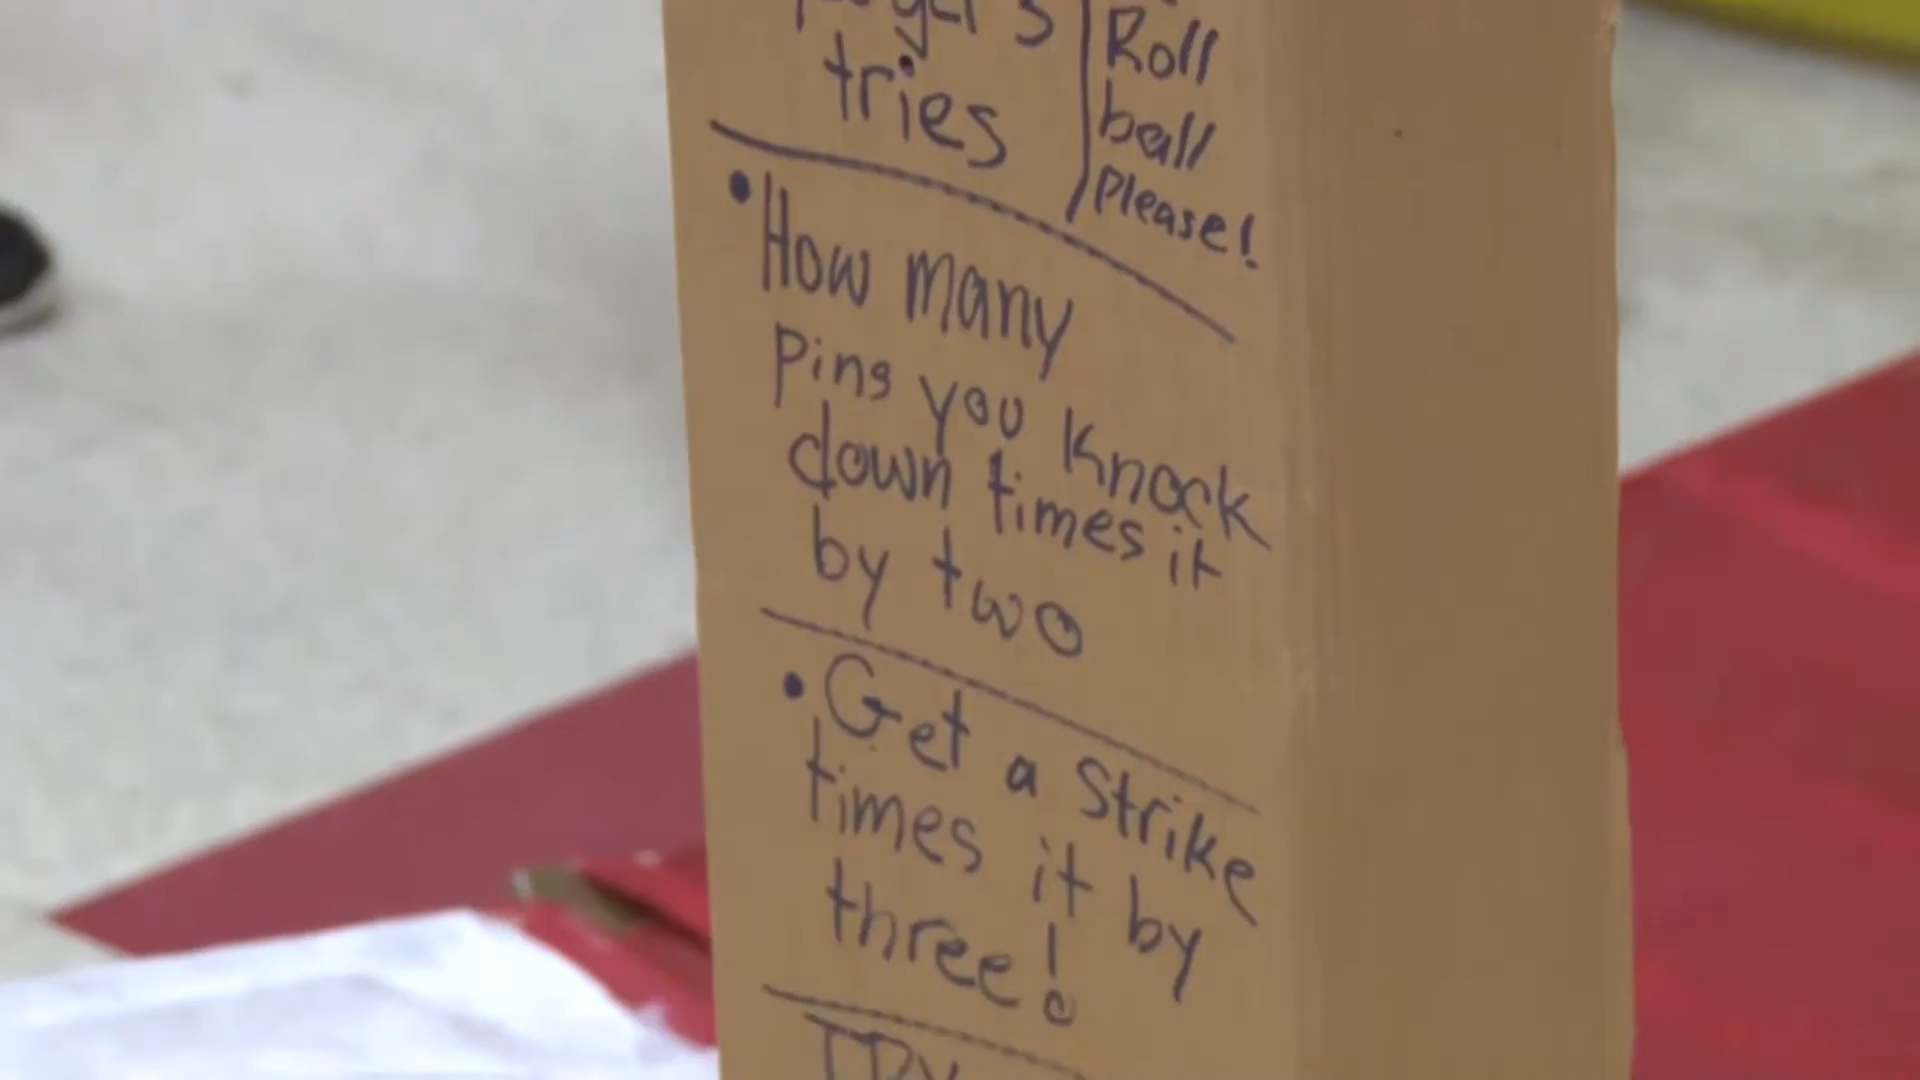 tries
Roll
ball
Please!
• How many
Pins you Knock
down times it
by two
• Get a Strike
times it by
three!
TRY